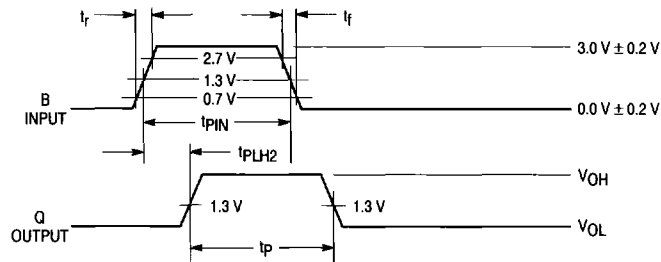 tr
tf
3.0 V ± 0.2 V
2.7 V
1.3 V
0.7 V
B
INPUT
0.0 V ± 0.2 V
tPIN
tPLH2
VOH
1.3 V
1.3 V
Q
OUTPUT
VOL
tP